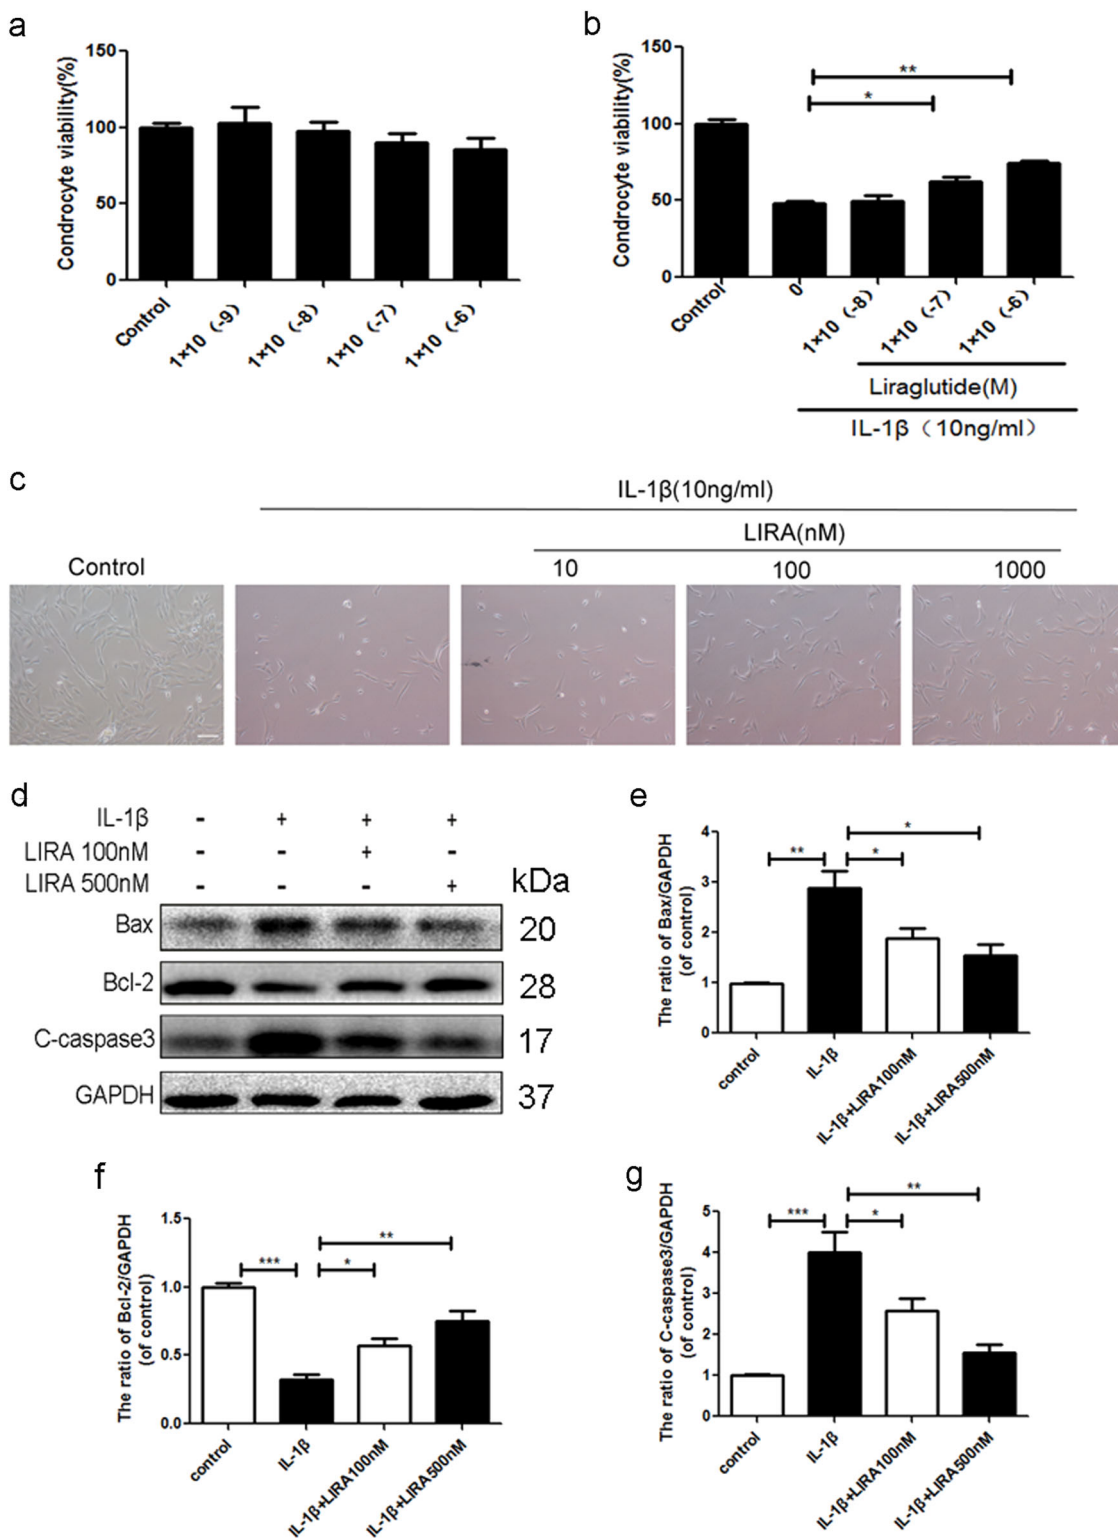 a
150
100
50
0
Condrocyte viability(%)
Control
1×10（-9）
1×10（-8）
1×10（-7）
1×10（-6）
b
150
100
50
0
Condrocyte viability(%)
*
**
Control
0
1×10（-8）
1×10（-7）
1×10（-6）
Liraglutide(M)
IL-1β（10ng/ml）
c
IL-1β(10ng/ml)
LIRA(nM)
Control
10
100
1000
d
IL-1β - + + +
LIRA 100nM - - + -
LIRA 500nM - - - +
kDa
Bax 20
Bcl-2 28
C-caspase3 17
GAPDH 37
e
The ratio of Bax/GAPDH
(of control)
4
3
2
1
0
**
*
*
control
IL-1β
IL-1β+LIRA100nM
IL-1β+LIRA500nM
f
The ratio of Bcl-2/GAPDH
(of control)
1.5
1.0
0.5
0.0
***
*
**
control
IL-1β
IL-1β+LIRA100nM
IL-1β+LIRA500nM
g
The ratio of C-caspase3/GAPDH
(of control)
5
4
3
2
1
0
***
*
**
control
IL-1β
IL-1β+LIRA100nM
IL-1β+LIRA500nM